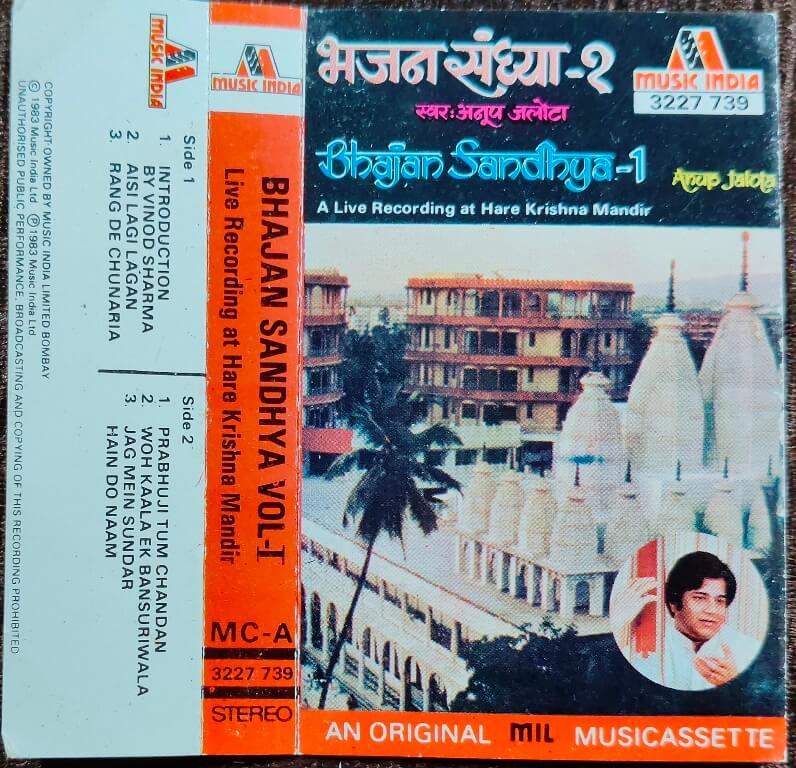 COPYRIGHT OWNED BY MUSIC INDIA LIMITED BOMBAY
© 1983 Music India Ltd ℗ 1983 Music India Ltd
UNAUTHORISED PUBLIC PERFORMANCE, BROADCASTING AND COPYING OF THIS RECORDING PROHIBITED
MUSIC INDIA
Side 1
1. INTRODUCTION
BY VINOD SHARMA
2. AISI LAGI LAGAN
3. RANG DE CHUNARIA
Side 2
1. PRABHUJI TUM CHANDAN
2. WOH KAALA EK BANSURIWALA
3. JAG MEIN SUNDAR
HAIN DO NAAM
MUSIC INDIA
BHAJAN SANDHYA VOL-I
Live Recording at Hare Krishna Mandir
MC-A
3227 739
STEREO
भजन संध्या-१
स्वर: अनुप जलोटा
MUSIC INDIA
3227 739
Bhajan Sandhya-1
Anup Jalota
A Live Recording at Hare Krishna Mandir
AN ORIGINAL MIL MUSICASSETTE